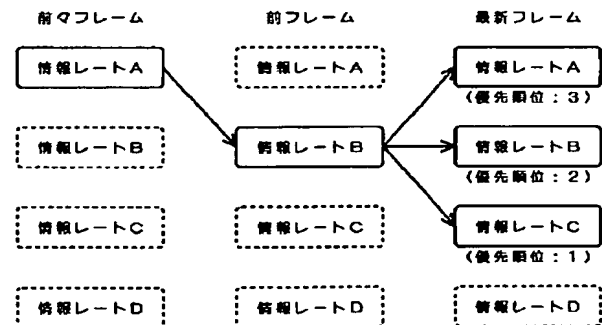 前々フレーム 前フレーム 最新フレーム
情報レートA 情報レートA 情報レートA
(優先順位：3)
情報レートB 情報レートB 情報レートB
(優先順位：2)
情報レートC 情報レートC 情報レートC
(優先順位：1)
情報レートD 情報レートD 情報レートD